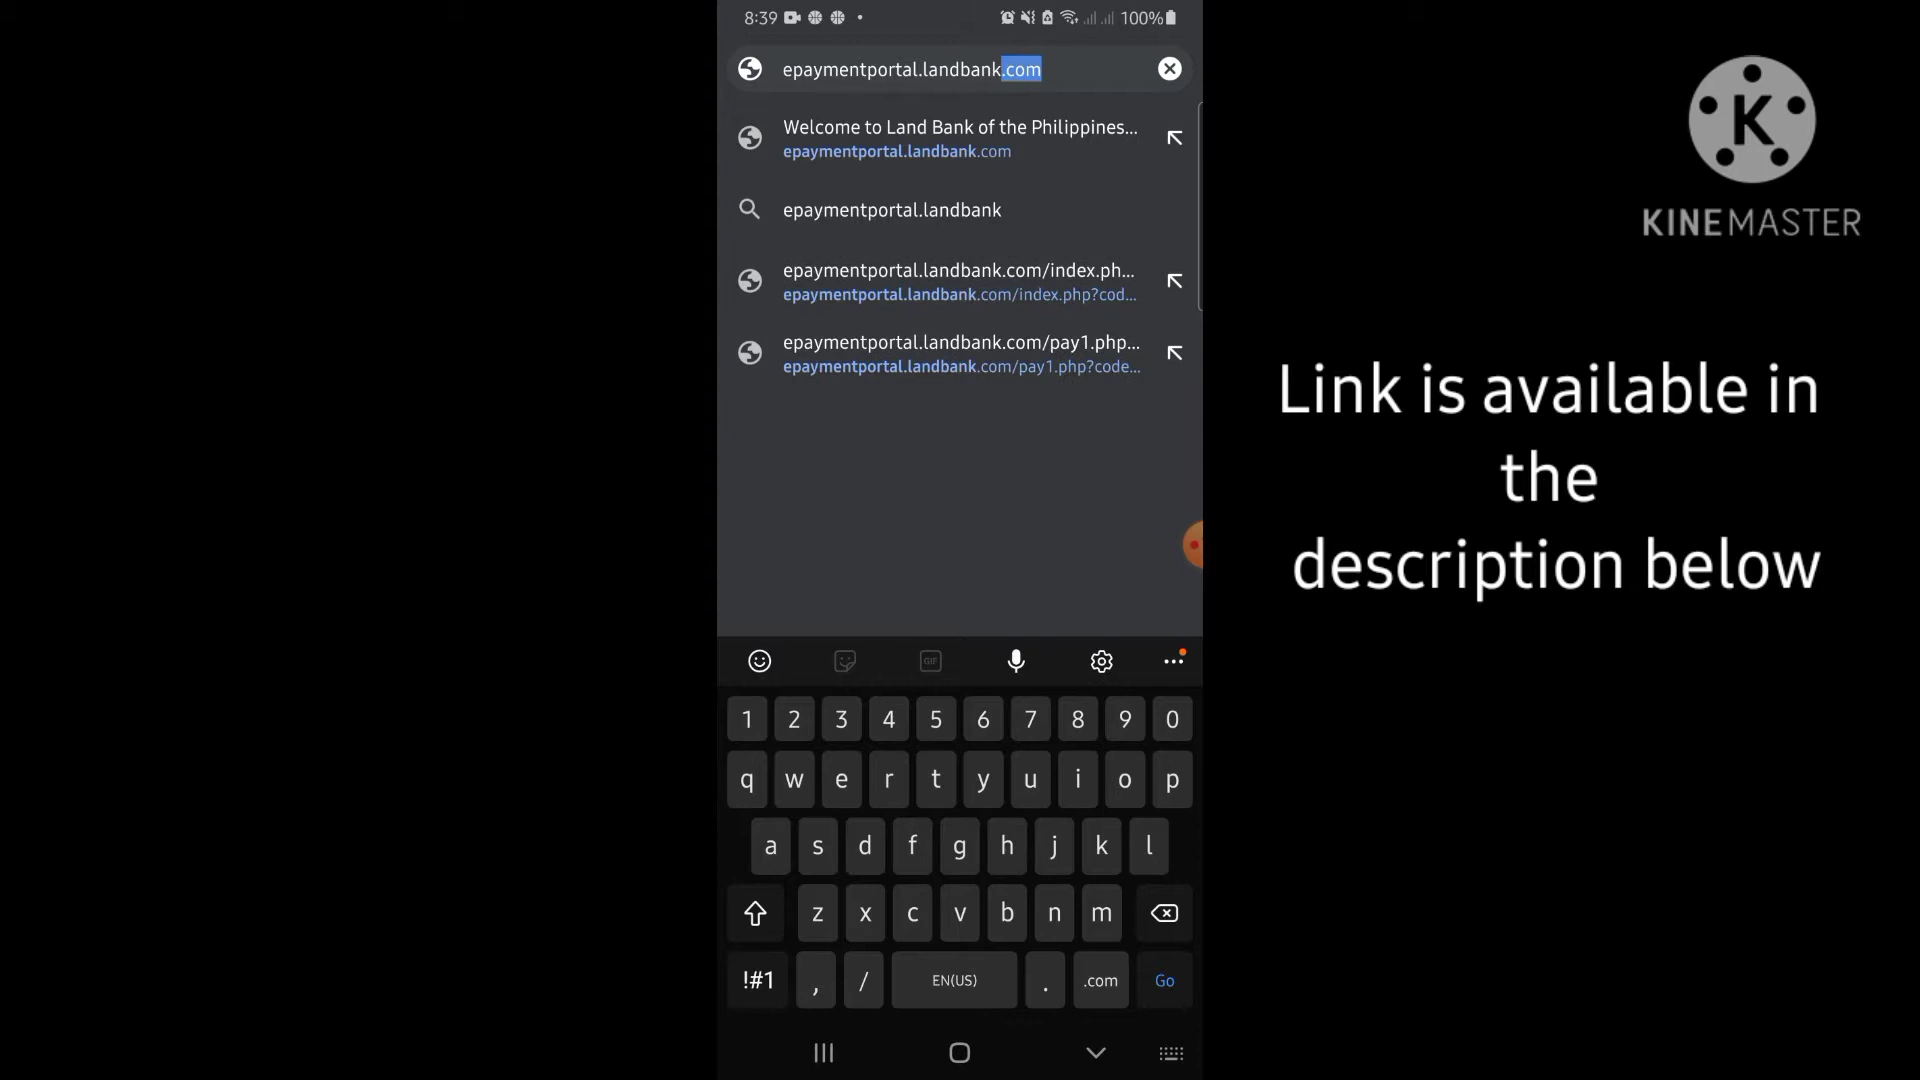 8:39
100%
epaymentportal.landbank.com
Welcome to Land Bank of the Philippines...
epaymentportal.landbank.com
epaymentportal.landbank
epaymentportal.landbank.com/index.ph...
epaymentportal.landbank.com/index.php?cod...
epaymentportal.landbank.com/pay1.php...
epaymentportal.landbank.com/pay1.php?code...
GIF
1 2 3 4 5 6 7 8 9 0
q w e r t y u i o p
a s d f g h j k l
z x c v b n m
!#1 , / EN(US) . .com Go
K
KINEMASTER
Link is available in
the
description below